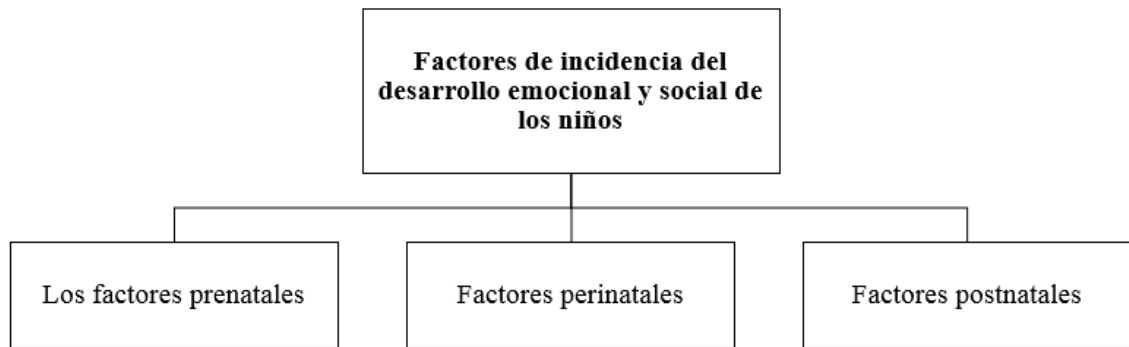 Factores de incidencia del
desarrollo emocional y social de
los niños
Los factores prenatales
Factores perinatales
Factores postnatales